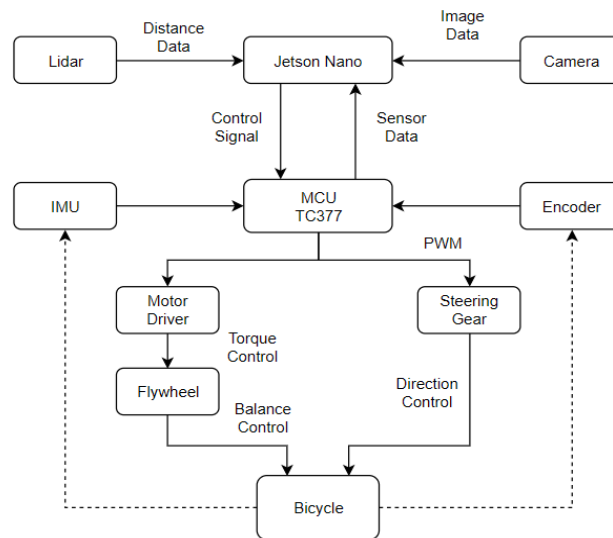 Distance
Data
Image
Data
Lidar
Jetson Nano
Camera
Control
Signal
Sensor
Data
IMU
MCU
TC377
Encoder
PWM
Motor
Driver
Steering
Gear
Torque
Control
Flywheel
Direction
Control
Balance
Control
Bicycle